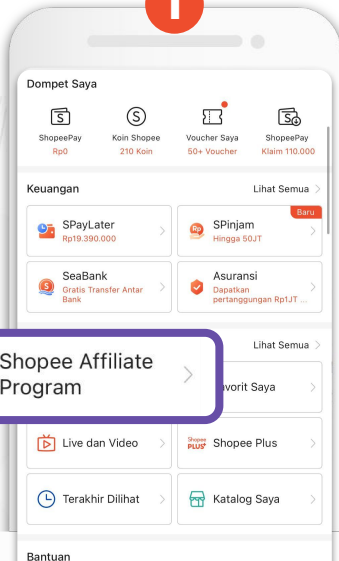 1
Dompet Saya
ShopeePay
Koin Shopee
Voucher Saya
ShopeePay
Rp0
210 Koin
50+ Voucher
Klaim 110.000
Keuangan
Lihat Semua
Baru
SPayLater
Rp19.390.000
SPinjam
Hingga 50JT
SeaBank
Gratis Transfer Antar
Bank
Asuransi
Dapatkan
pertanggungan Rp1JT ...
Lihat Semua
Shopee Affiliate
Program
vorit Saya
Live dan Video
Shopee
PLUS
Shopee Plus
Terakhir Dilihat
Katalog Saya
Bantuan